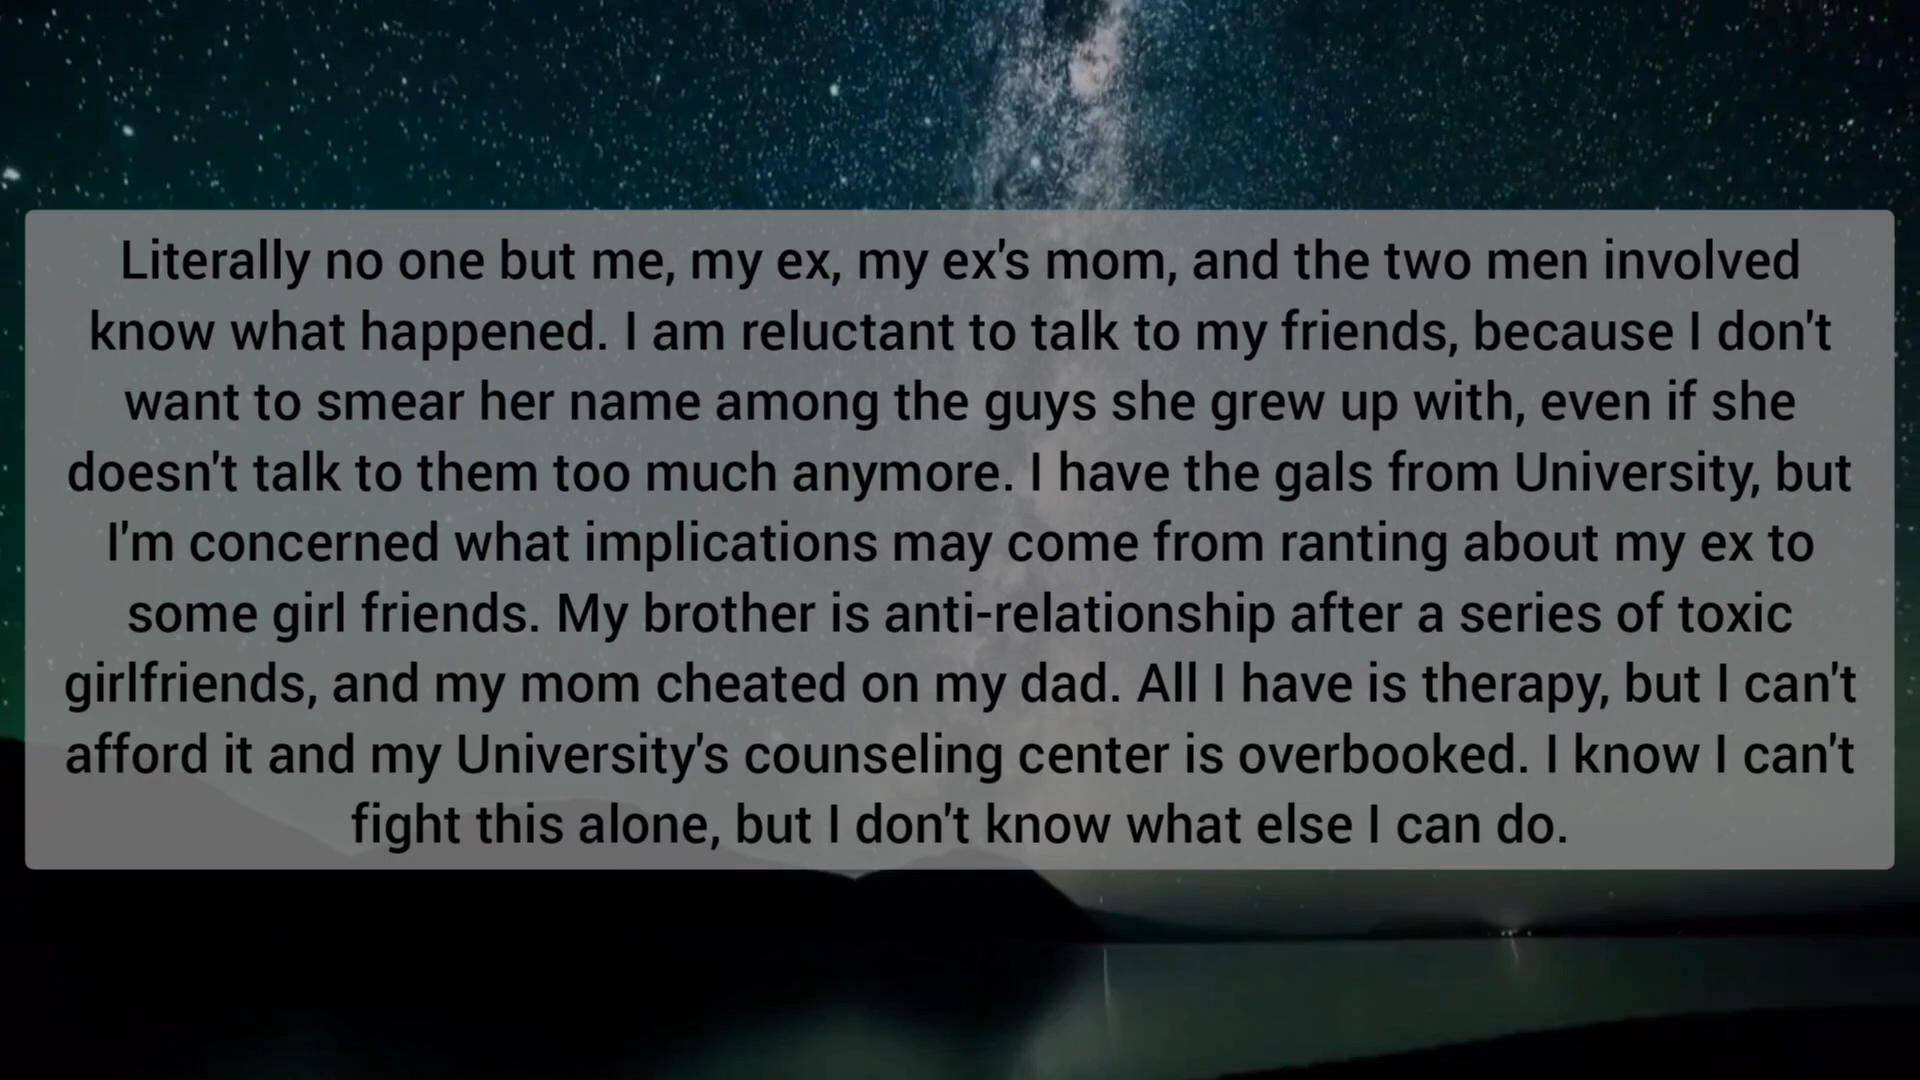 Literally no one but me, my ex, my ex's mom, and the two men involved
know what happened. I am reluctant to talk to my friends, because I don't
want to smear her name among the guys she grew up with, even if she
doesn't talk to them too much anymore. I have the gals from University, but
I'm concerned what implications may come from ranting about my ex to
some girl friends. My brother is anti-relationship after a series of toxic
girlfriends, and my mom cheated on my dad. All I have is therapy, but I can't
afford it and my University's counseling center is overbooked. I know I can't
fight this alone, but I don't know what else I can do.